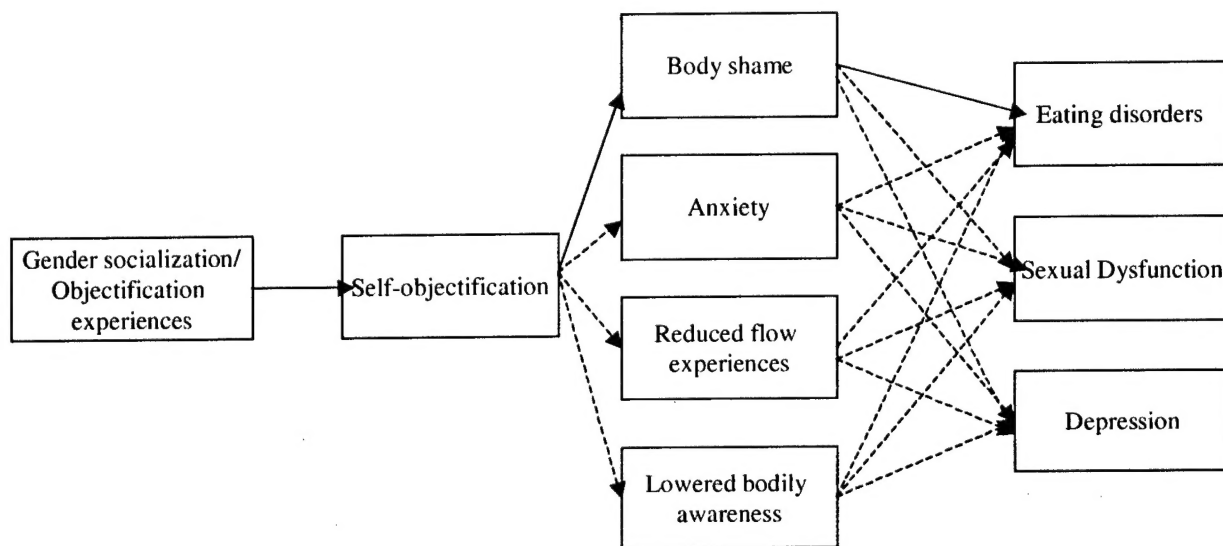 Gender socialization/
Objectification
experiences
Self-objectification
Body shame
Anxiety
Reduced flow
experiences
Lowered bodily
awareness
Eating disorders
Sexual Dysfunction
Depression